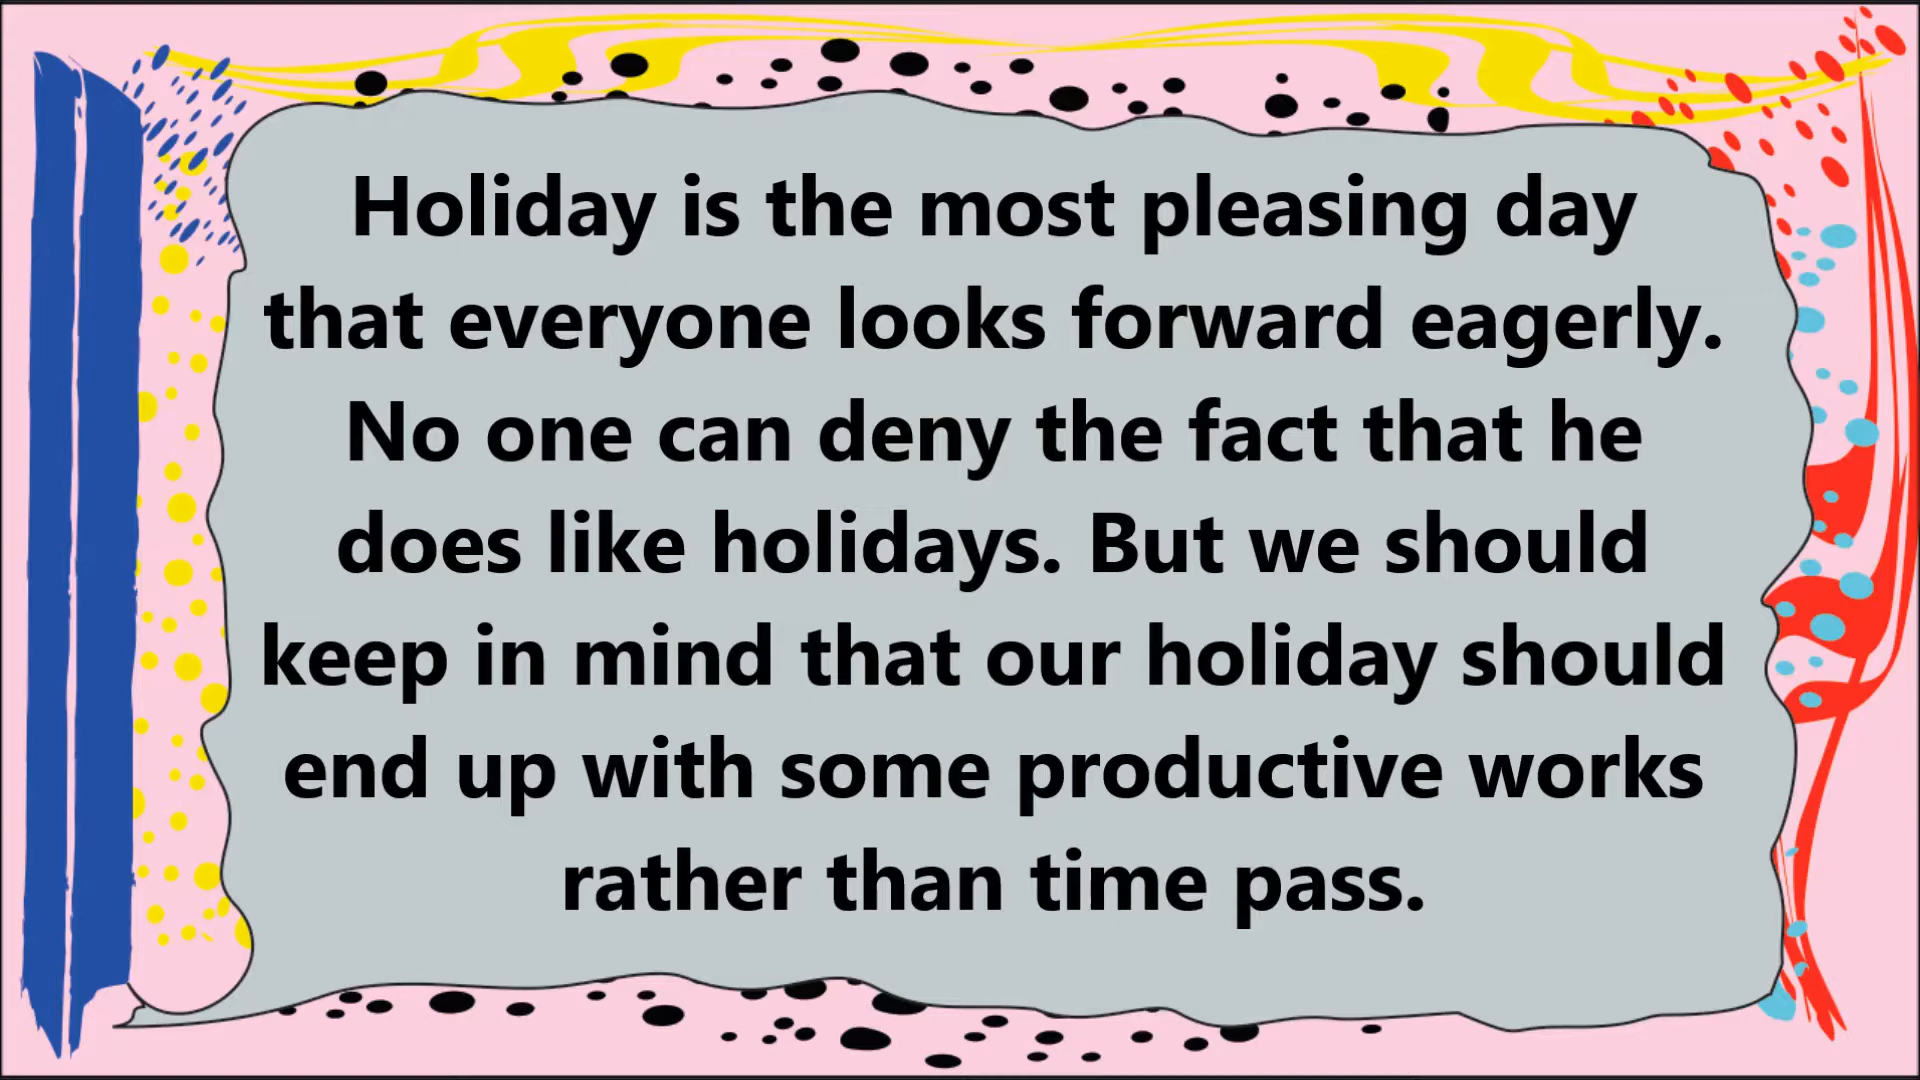 Holiday is the most pleasing day
that everyone looks forward eagerly.
No one can deny the fact that he
does like holidays. But we should
keep in mind that our holiday should
end up with some productive works
rather than time pass.